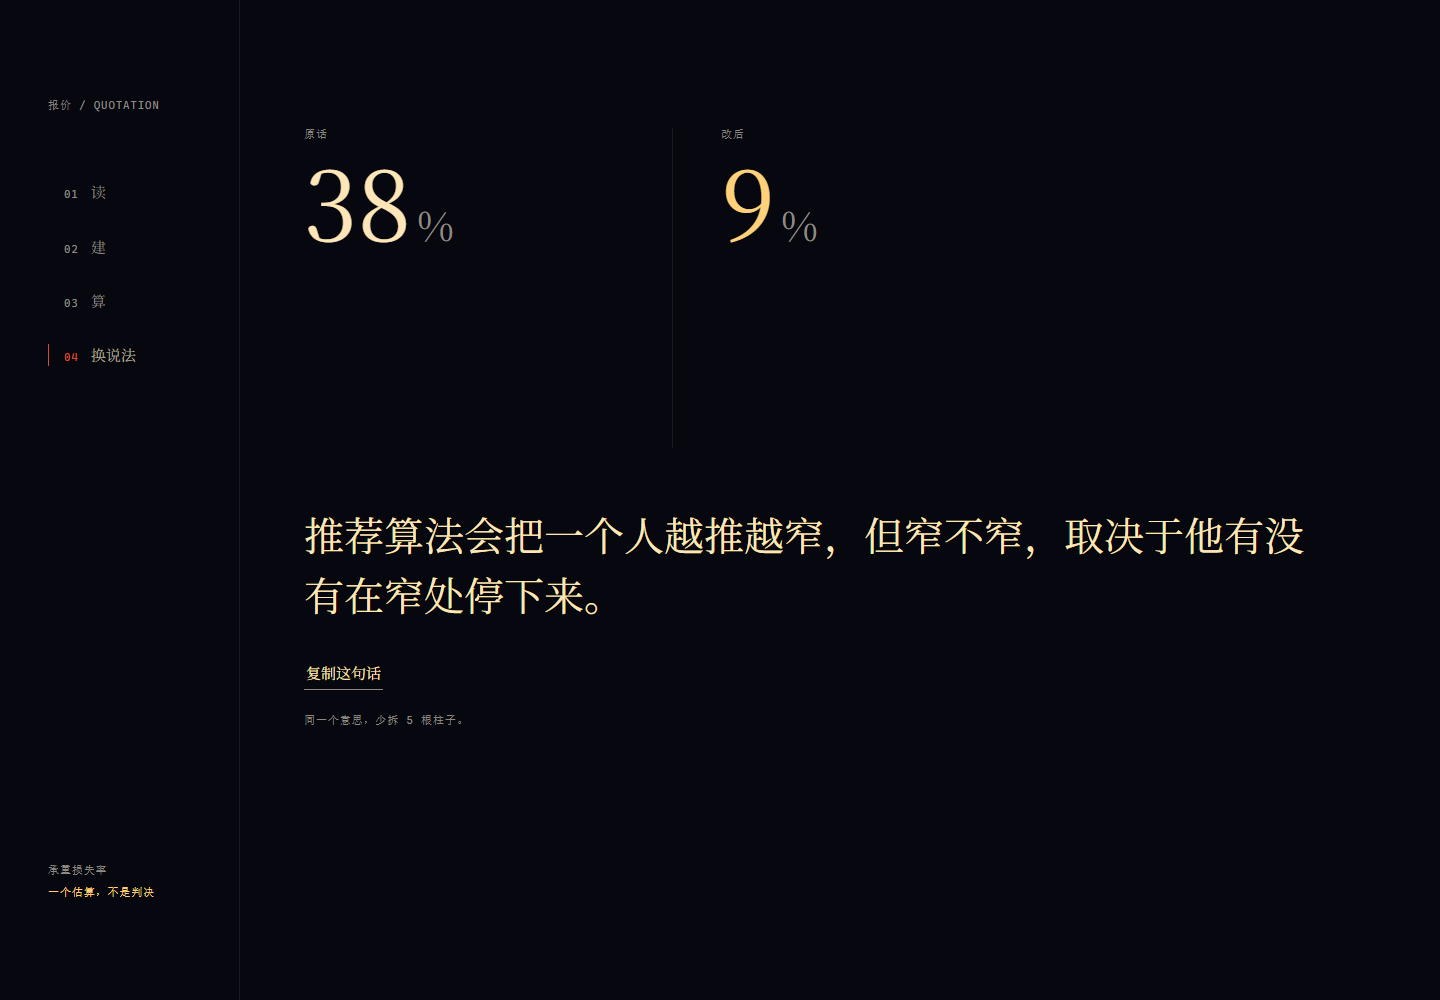 报价 / QUOTATION
01 读
02 建
03 算
04 换说法
承重损失率
一个估算，不是判决
原话
38%
改后
9%
推荐算法会把一个人越推越窄，但窄不窄，取决于他有没
有在窄处停下来。
复制这句话
同一个意思，少拆 5 根柱子。